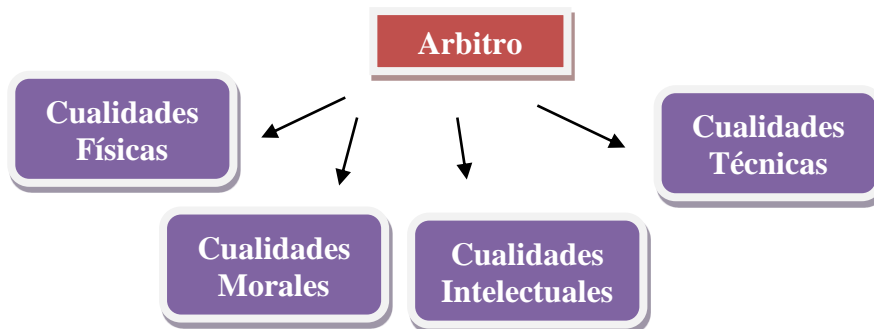 Arbitro
Cualidades
Físicas
Cualidades
Morales
Cualidades
Intelectuales
Cualidades
Técnicas